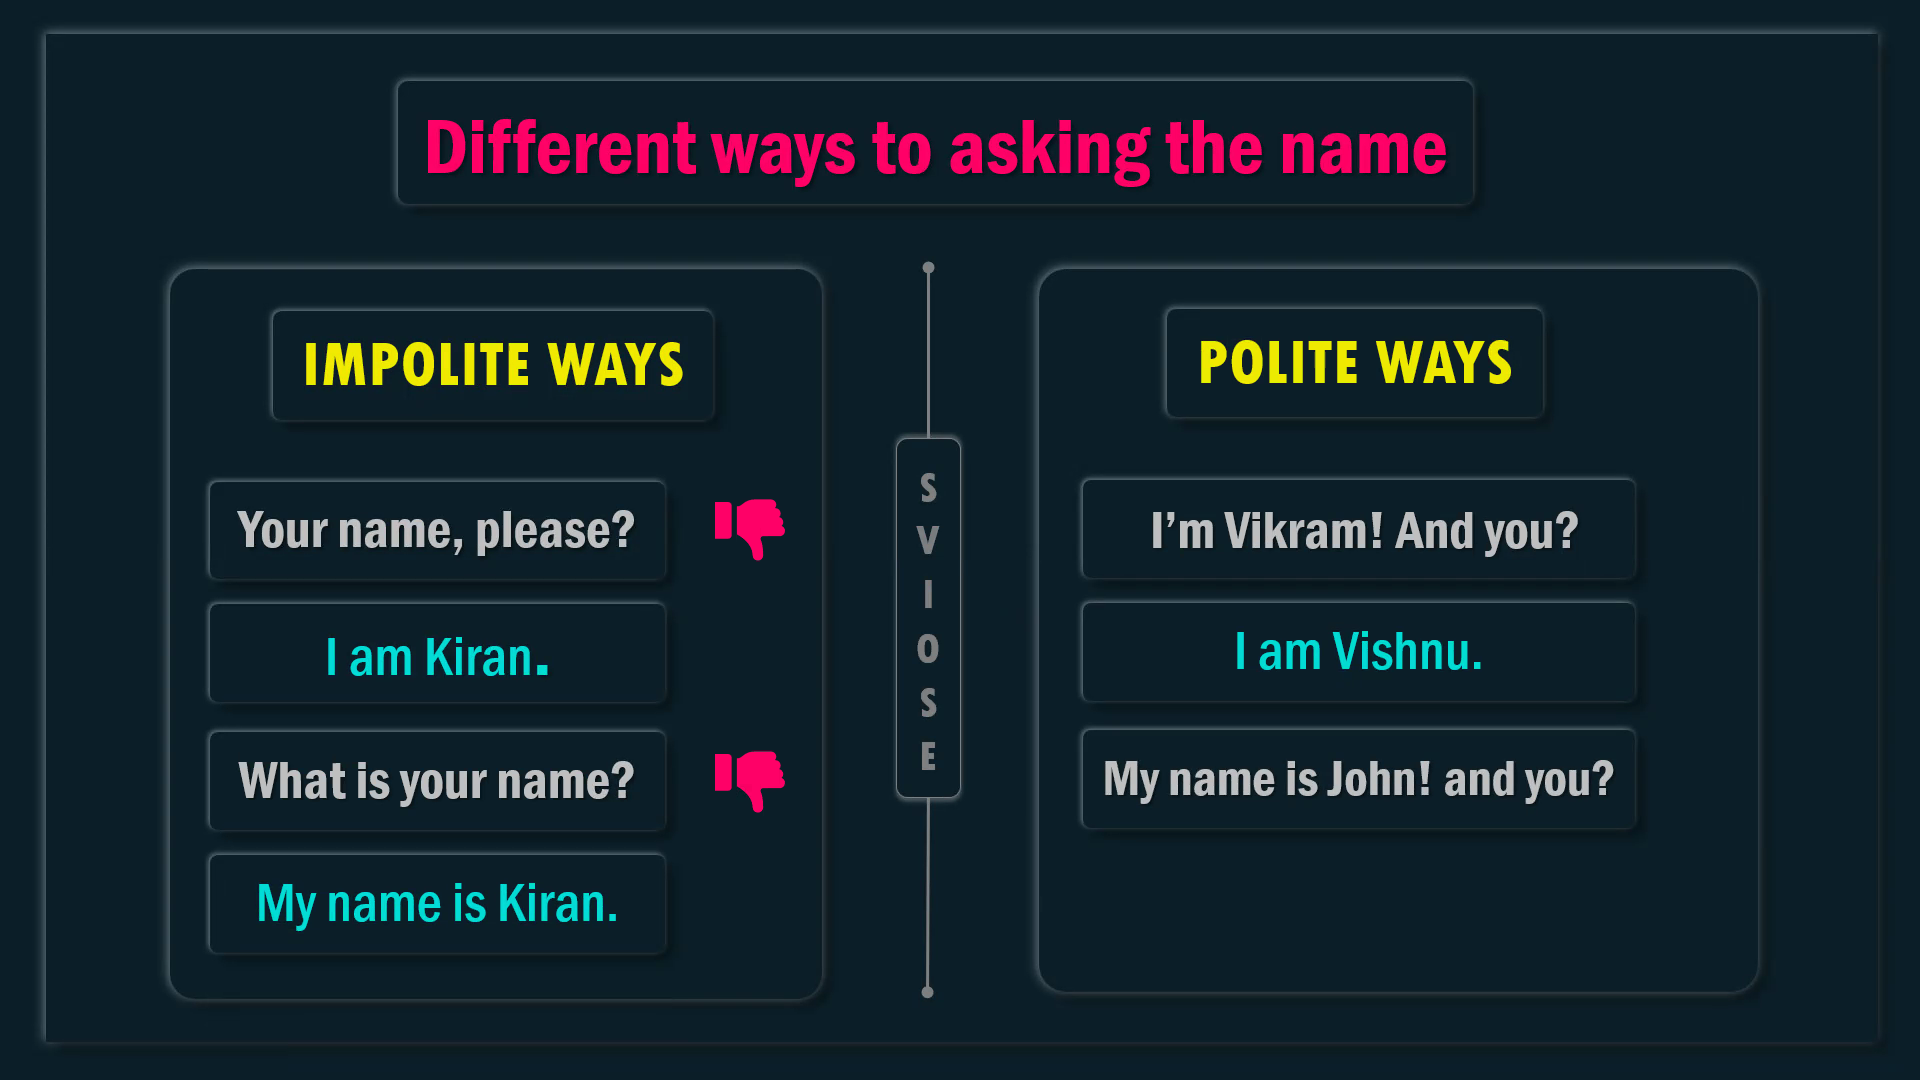 Different ways to asking the name
IMPOLITE WAYS
Your name, please?
I am Kiran.
What is your name?
My name is Kiran.
SVIOSE
POLITE WAYS
I'm Vikram! And you?
I am Vishnu.
My name is John! and you?